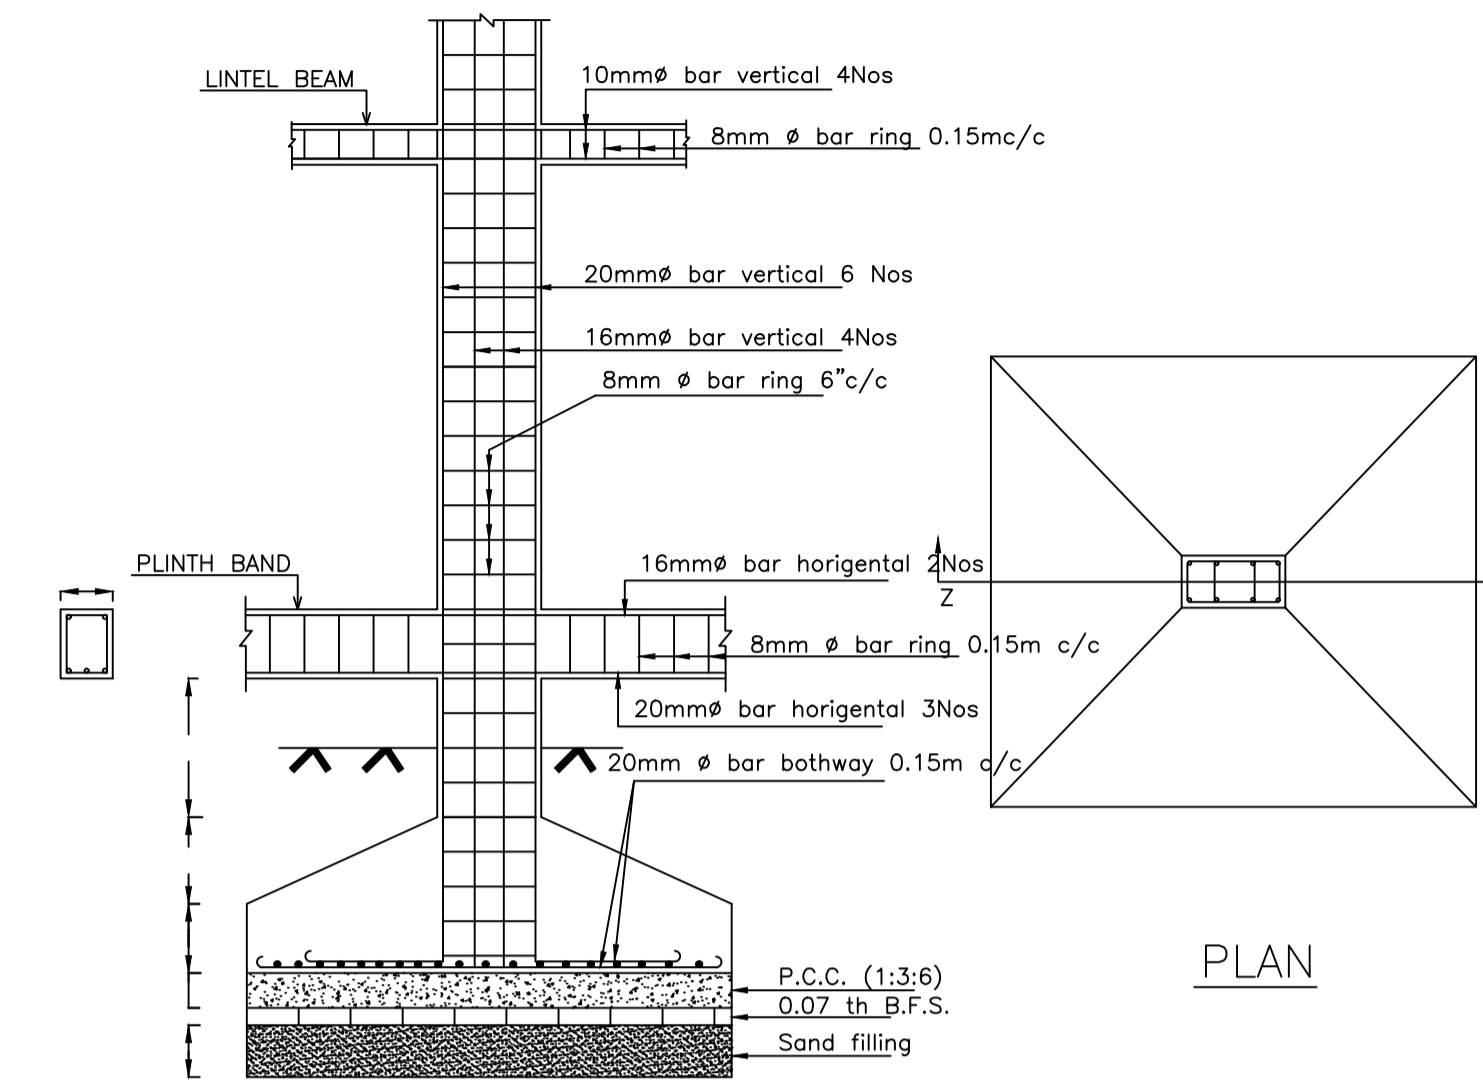 LINTEL BEAM
10mmø bar vertical 4Nos
8mm ø bar ring 0.15mc/c
20mmø bar vertical 6 Nos
16mmø bar vertical 4Nos
8mm ø bar ring 6”c/c
PLINTH BAND
16mmø bar horigental 2Nos
Z
8mm ø bar ring 0.15m c/c
20mmø bar horigental 3Nos
20mm ø bar bothway 0.15m c/c
PLAN
P.C.C. (1:3:6)
0.07 th B.F.S.
Sand filling